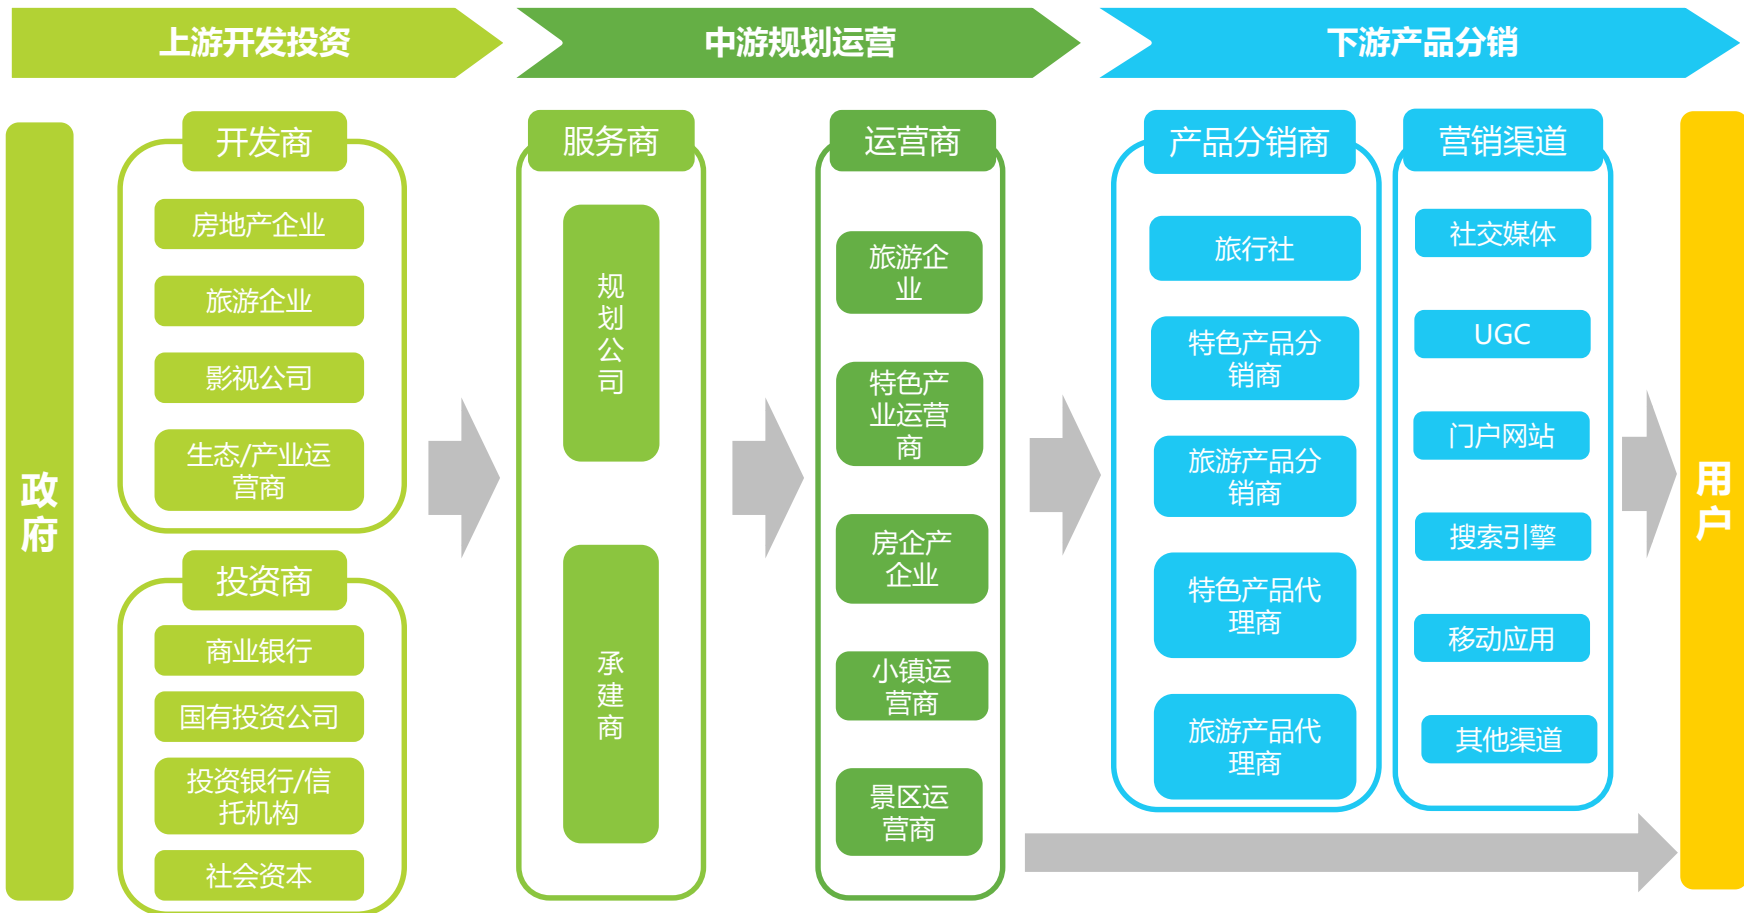 上游开发投资
中游规划运营
下游产品分销
政
府
开发商
房地产企业
旅游企业
影视公司
生态/产业运
营商
投资商
商业银行
国有投资公司
投资银行/信
托机构
社会资本
服务商
规
划
公
司
承
建
商
运营商
旅游企
业
特色产
业运营
商
房企产
企业
小镇运
营商
景区运
营商
产品分销商
旅行社
特色产品分
销商
旅游产品分
销商
特色产品代
理商
旅游产品代
理商
营销渠道
社交媒体
UGC
门户网站
搜索引擎
移动应用
其他渠道
用
户